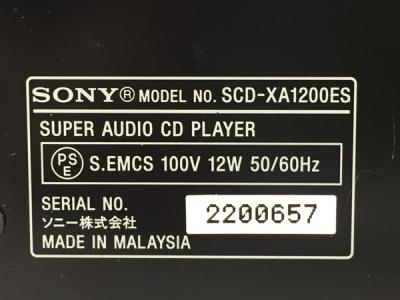 SONY® MODEL NO. SCD-XA1200ES
SUPER AUDIO CD PLAYER
PS E S.EMCS 100V 12W 50/60Hz
SERIAL NO. 2200657
ソニー株式会社
MADE IN MALAYSIA